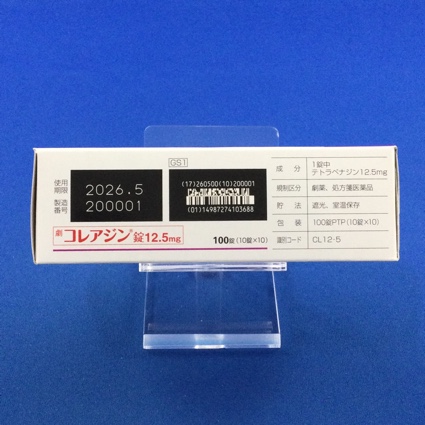 GS1
使用
期限 2026.5
製造
番号 200001
(17)260500(10)200001
(01)14987274103688
劇 コレアジン®錠12.5mg
100錠(10錠×10)
成分 1錠中
テトラベナジン12.5mg
規制区分 劇薬、処方箋医薬品
貯法 遮光、室温保存
包装 100錠PTP(10錠×10)
識別コード CL12・5